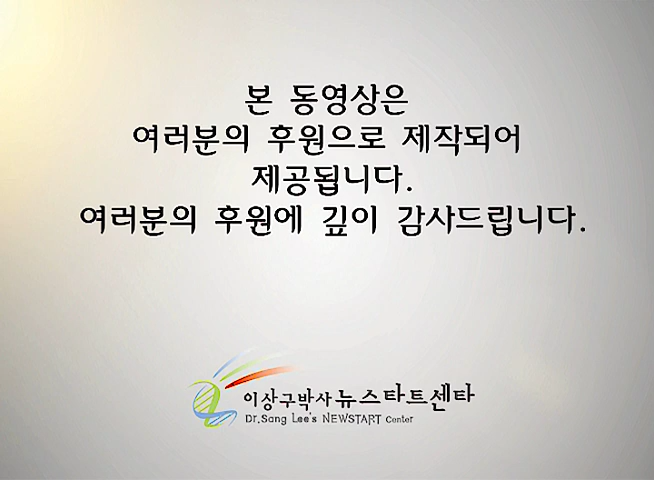 본 동영상은
여러분의 후원으로 제작되어
제공됩니다.
여러분의 후원에 깊이 감사드립니다.
이상구박사 뉴스타트센타
Dr.Sang Lee's NEWSTART Center